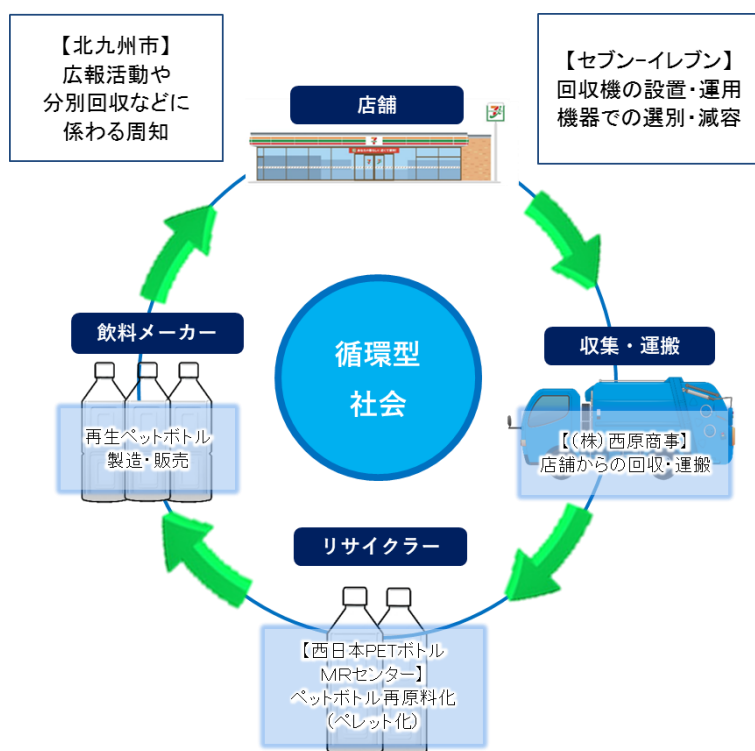 【北九州市】
広報活動や
分別回収などに
係わる周知
【セブン-イレブン】
回収機の設置・運用
機器での選別・減容
店舗
7
7
飲料メーカー
再生ペットボトル
製造・販売
循環型
社会
収集・運搬
【(株)西原商事】
店舗からの回収・運搬
リサイクラー
【西日本PETボトル
MRセンター】
ペットボトル再原料化
(ペレット化)